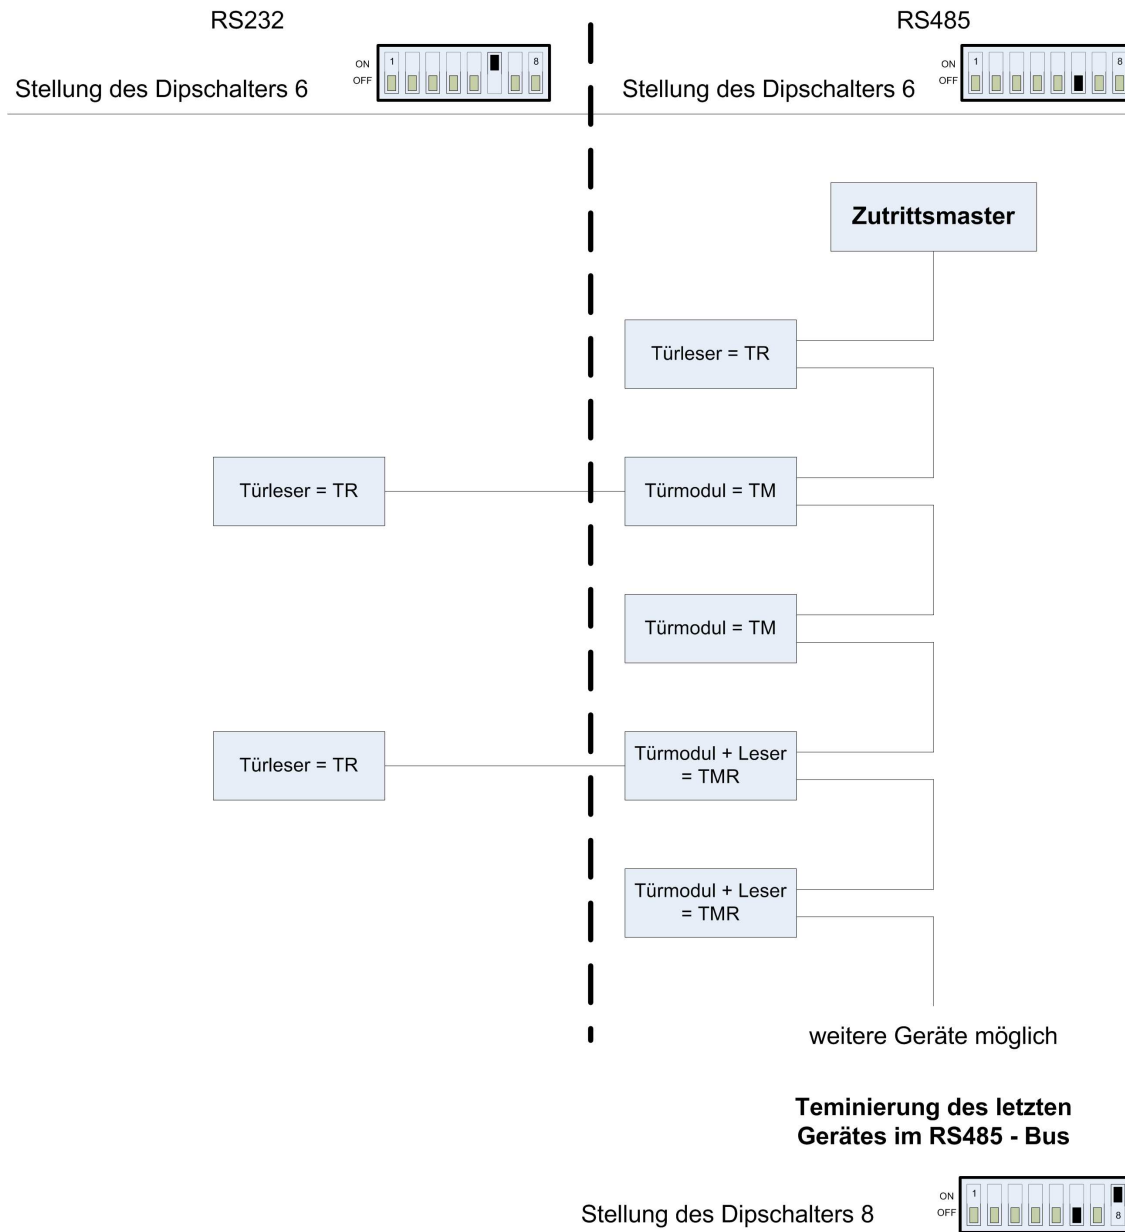 RS232
RS485
ON 1 8
OFF
Stellung des Dipschalters 6
ON 1 8
OFF
Stellung des Dipschalters 6
Zutrittsmaster
Türleser = TR
Türleser = TR
Türmodul = TM
Türmodul = TM
Türleser = TR
Türmodul + Leser
= TMR
Türmodul + Leser
= TMR
weitere Geräte möglich
Teminierung des letzten
Gerätes im RS485 - Bus
Stellung des Dipschalters 8
ON 1
OFF 8